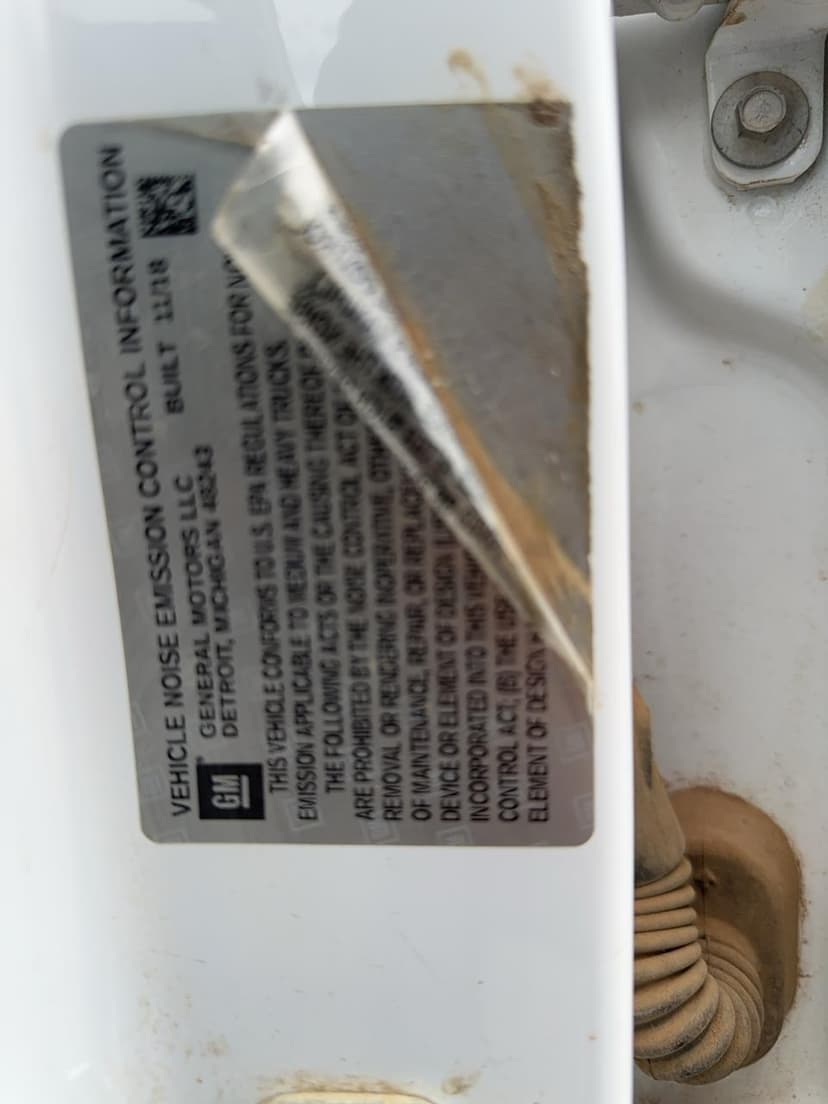 VEHICLE NOISE EMISSION CONTROL INFORMATION
GM
GENERAL MOTORS LLC BUILT 11/18
DETROIT, MICHIGAN 48243
THIS VEHICLE CONFORMS TO U.S. EPA REGULATIONS FOR
EMISSION APPLICABLE TO MEDIUM AND HEAVY TRUCKS.
THE FOLLOWING ACTS OR THE CAUSING THEREOF
ARE PROHIBITED BY THE NOISE CONTROL ACT OF
REMOVAL OR RENDERING INOPERATIVE,
OF MAINTENANCE, REPAIR, OR
DEVICE OR ELEMENT OF DESIGN
INCORPORATED INTO THIS
CONTROL ACT; (B) THE
ELEMENT OF DESIGN